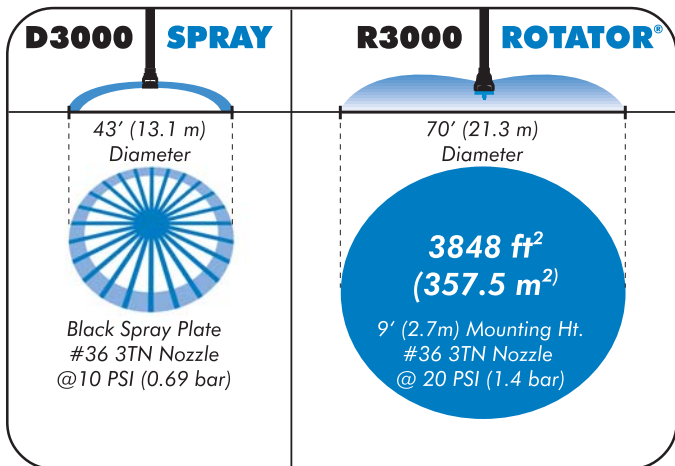 D3000 SPRAY
43’ (13.1 m)
Diameter
Black Spray Plate
#36 3TN Nozzle
@10 PSI (0.69 bar)
R3000 ROTATOR®
70’ (21.3 m)
Diameter
3848 ft²
(357.5 m²⁾
9’ (2.7m) Mounting Ht.
#36 3TN Nozzle
@ 20 PSI (1.4 bar)